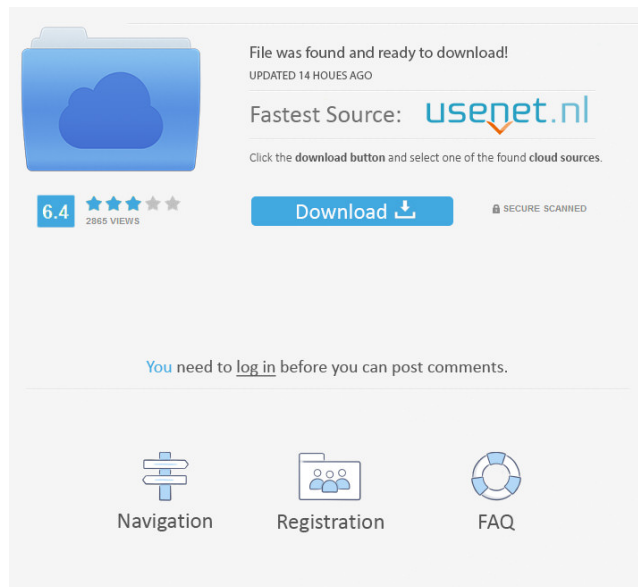 File was found and ready to download!
UPDATED 14 HOUES AGO
Fastest Source: usenet.nl
Click the download button and select one of the found cloud sources.
6.4
2865 VIEWS
Download
SECURE SCANNED
You need to log in before you can post comments.
Navigation
Registration
FAQ